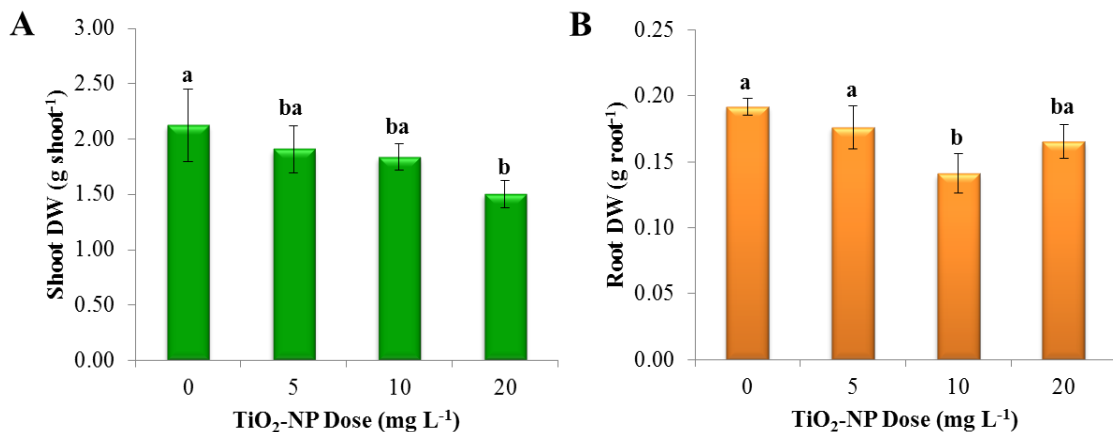 A
Shoot DW (g shoot⁻¹)
3.00
2.50
2.00
1.50
1.00
0.50
0.00
a
ba
ba
b
0 5 10 20
TiO₂-NP Dose (mg L⁻¹)
B
Root DW (g root⁻¹)
0.25
0.20
0.15
0.10
0.05
0.00
a
a
b
ba
0 5 10 20
TiO₂-NP Dose (mg L⁻¹)